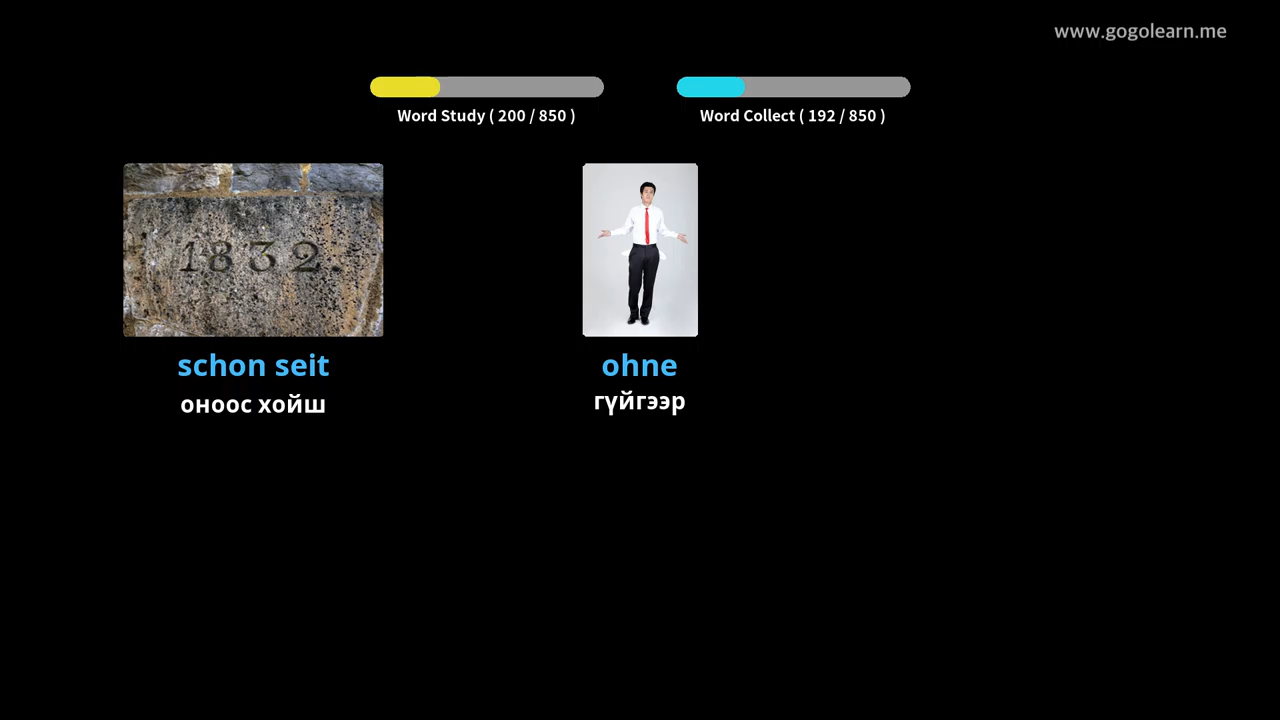 www.gogolearn.me
Word Study ( 200 / 850 )
Word Collect ( 192 / 850 )
1832.
schon seit
ohne
оноос хойш
гүйгээр